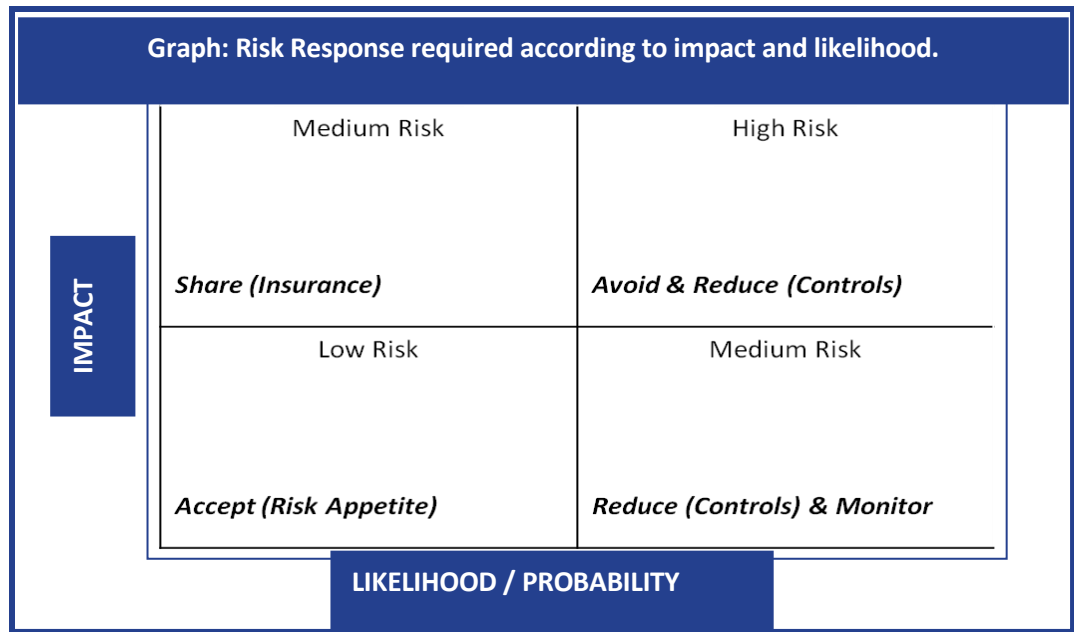 Graph: Risk Response required according to impact and likelihood.
Medium Risk
High Risk
Share (Insurance)
Avoid & Reduce (Controls)
IMPACT
Low Risk
Medium Risk
Accept (Risk Appetite)
Reduce (Controls) & Monitor
LIKELIHOOD / PROBABILITY